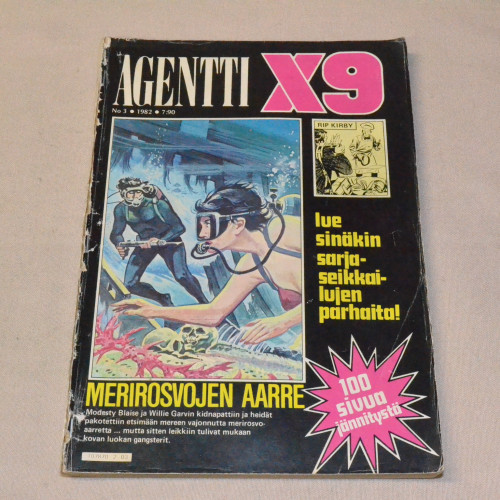 AGENTTI X9
No 3 • 1982 • 7:90
RIP KIRBY
lue
sinäkin
sarja-
seikkai-
lujen
parhaita!
MERIROSVOJEN AARRE
Modesty Blaise ja Willie Garvin kidnapattiin ja heidät
pakotettiin etsimään mereen vajonnutta merirosvo-
aarretta ... mutta sitten leikkiin tulivat mukaan
kovan luokan gangsterit.
100
sivua
jännitystä